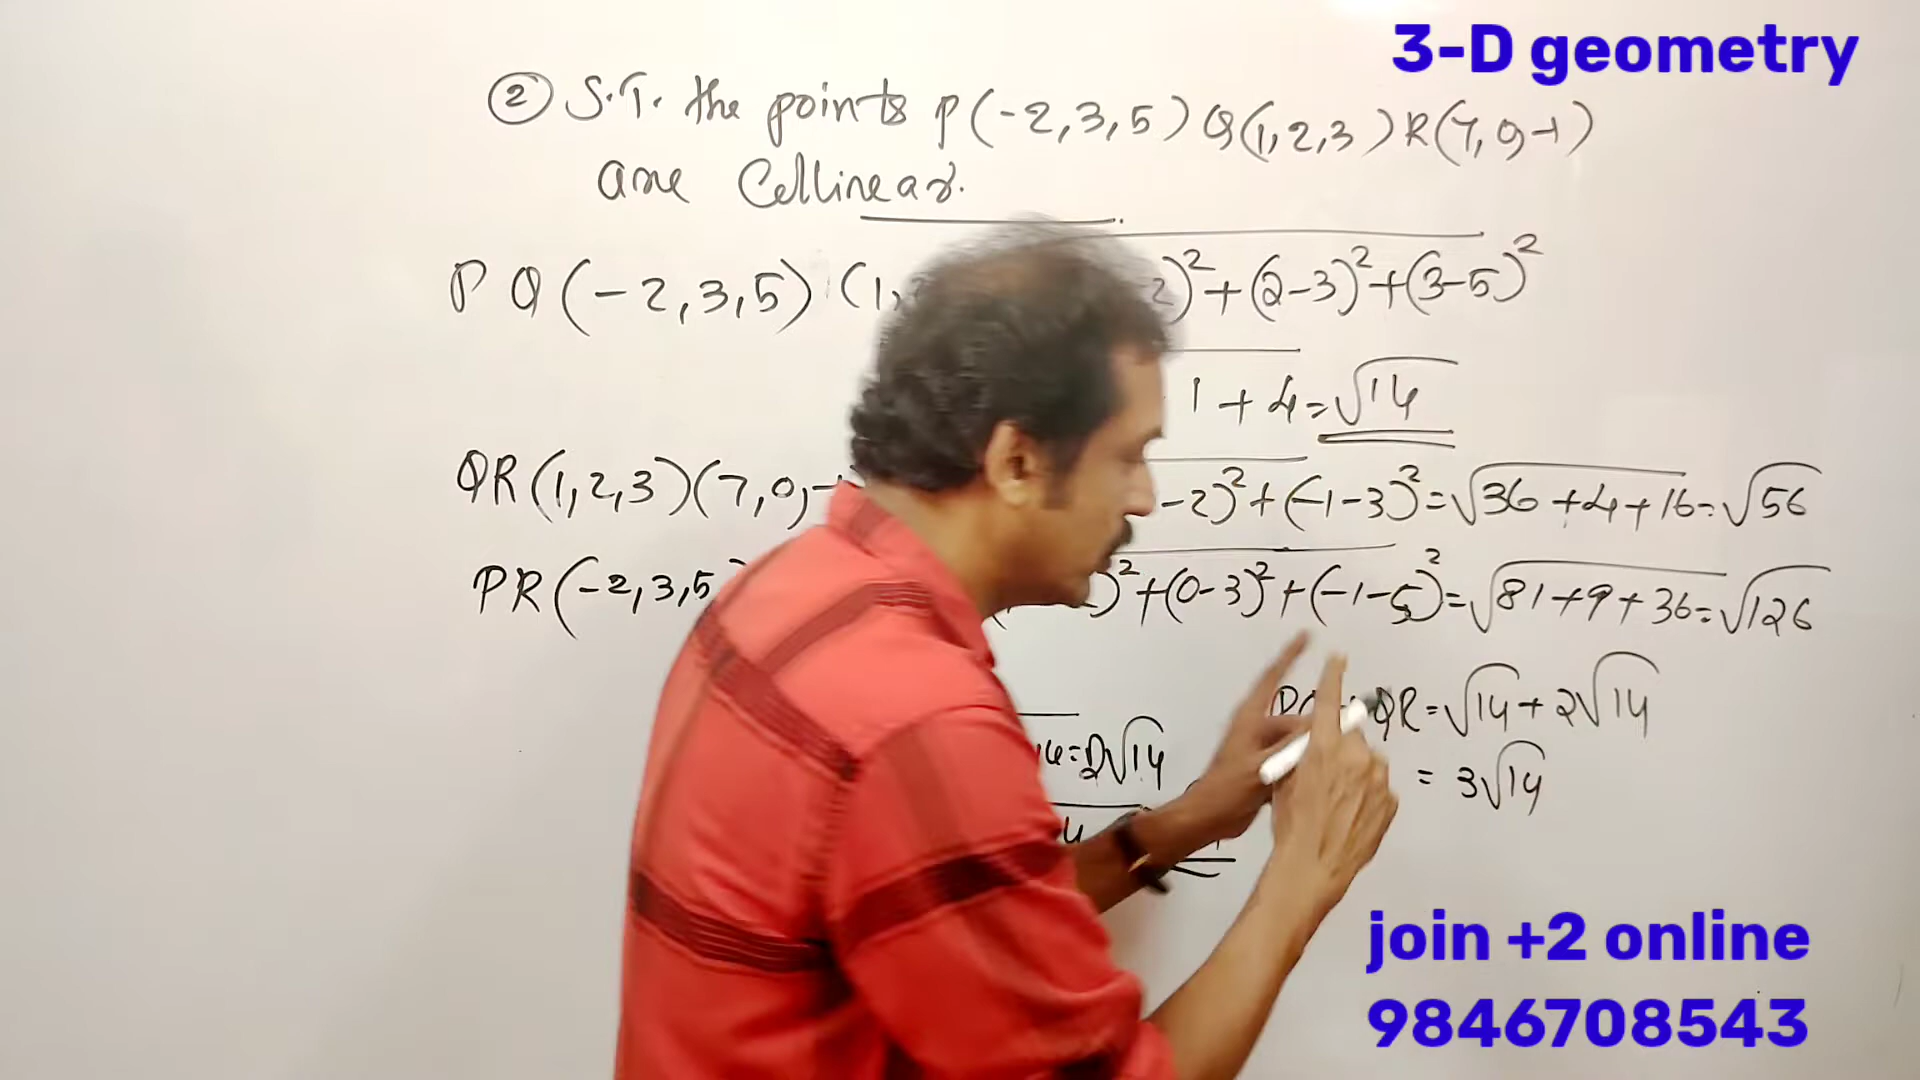 3-D geometry
② S.T. the points P(-2,3,5) Q(1,2,3) R(7,0,-1)
are Collinear.
PQ(-2,3,5) (1, 2)²+(2-3)²+(3-5)²
1+4=√14
QR(1,2,3)(7,0,- -2)²+(-1-3)²=√36+4+16=√56
PR(-2,3,5 )²+(0-3)²+(-1-5)²=√81+9+36=√126
QR=√14+2√14
=2√14
= 3√14
join +2 online
9846708543